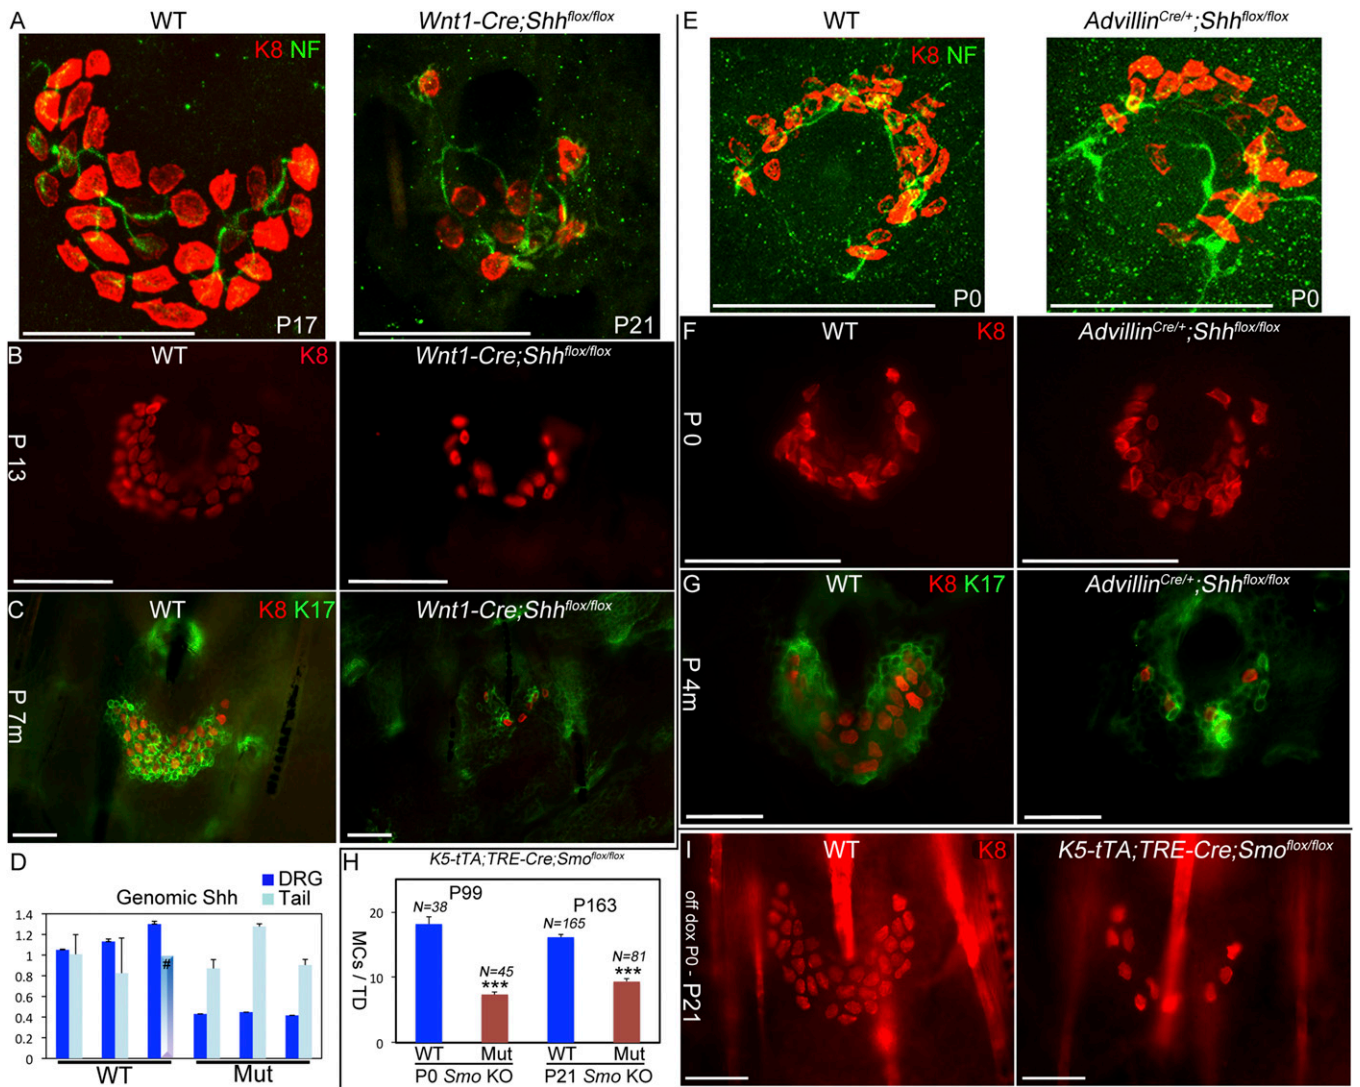 A
WT
Wnt1-Cre;Shhflox/flox
K8 NF
P17
P21
B
WT
K8
Wnt1-Cre;Shhflox/flox
P 13
C
WT
K8 K17
Wnt1-Cre;Shhflox/flox
P 7m
D
DRG
Tail
Genomic Shh
1.4
1.2
1
0.8
0.6
0.4
0.2
0
#
WT
Mut
E
WT
AdvillinCre/+;Shhflox/flox
K8 NF
P0
P0
F
WT
K8
AdvillinCre/+;Shhflox/flox
P 0
G
WT
K8 K17
AdvillinCre/+;Shhflox/flox
P 4m
H
K5-tTA;TRE-Cre;Smoflox/flox
P99
P163
N=38
N=165
N=45
N=81
***
***
MCs / TD
20
10
0
WT
Mut
WT
Mut
P0 Smo KO
P21 Smo KO
I
WT
K8
K5-tTA;TRE-Cre;Smoflox/flox
off dox P0 - P21